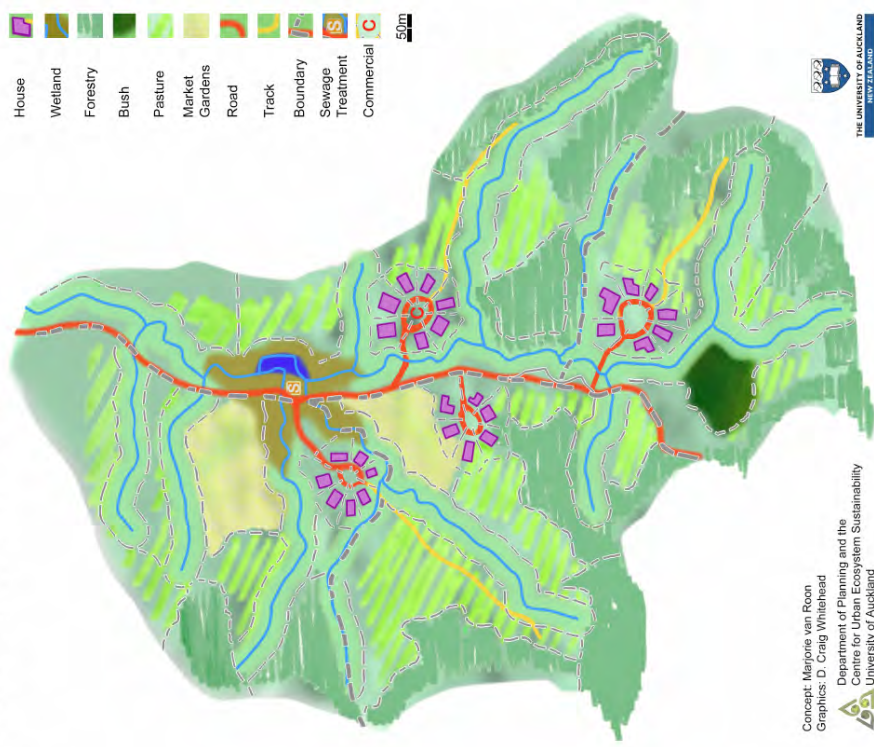 House
Wetland
Forestry
Bush
Pasture
Market
Gardens
Road
Track
Boundary
Sewage
Treatment
Commercial
S
C
50m
C
S
Concept: Marjorie van Roon
Graphics: D. Craig Whitehead
Department of Planning and the
Centre for Urban Ecosystem Sustainability
University of Auckland
THE UNIVERSITY OF AUCKLAND
NEW ZEALAND